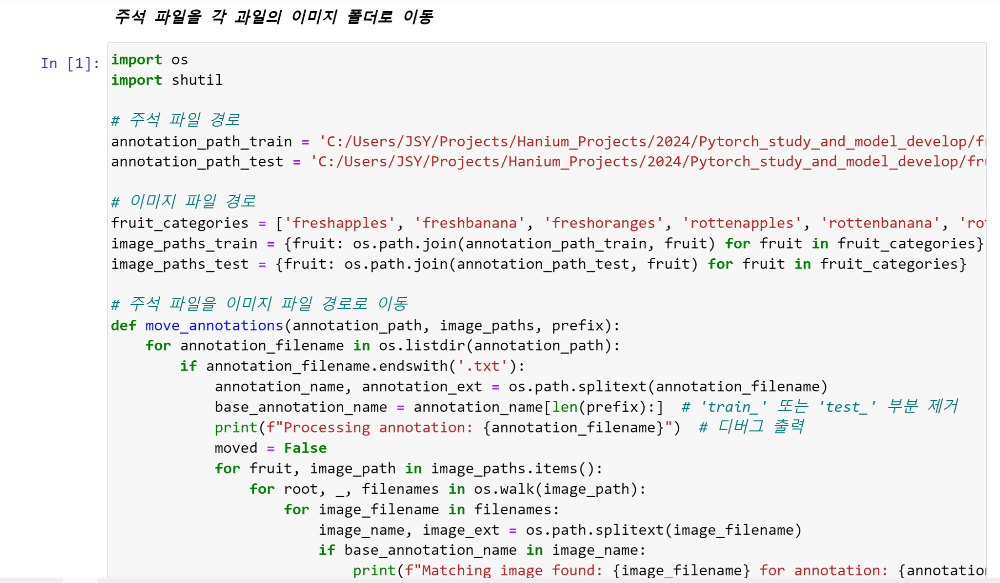 주석 파일을 각 과일의 이미지 폴더로 이동
In [1]:
import os
import shutil
# 주석 파일 경로
annotation_path_train = 'C:/Users/JSY/Projects/Hanium_Projects/2024/Pytorch_study_and_model_develop/
annotation_path_test = 'C:/Users/JSY/Projects/Hanium_Projects/2024/Pytorch_study_and_model_develop/
# 이미지 파일 경로
fruit_categories = ['freshapples', 'freshbanana', 'freshoranges', 'rottenapples', 'rottenbanana',
image_paths_train = {fruit: os.path.join(annotation_path_train, fruit) for fruit in fruit_categories}
image_paths_test = {fruit: os.path.join(annotation_path_test, fruit) for fruit in fruit_categories}
# 주석 파일을 이미지 파일 경로로 이동
def move_annotations(annotation_path, image_paths, prefix):
    for annotation_filename in os.listdir(annotation_path):
        if annotation_filename.endswith('.txt'):
            annotation_name, annotation_ext = os.path.splitext(annotation_filename)
            base_annotation_name = annotation_name[len(prefix):]  # 'train_' 또는 'test_' 부분 제거
            print(f"Processing annotation: {annotation_filename}")  # 디버그 출력
            moved = False
            for fruit, image_path in image_paths.items():
                for root, _, filenames in os.walk(image_path):
                    for image_filename in filenames:
                        image_name, image_ext = os.path.splitext(image_filename)
                        if base_annotation_name in image_name:
                            print(f"Matching image found: {image_filename} for annotation: